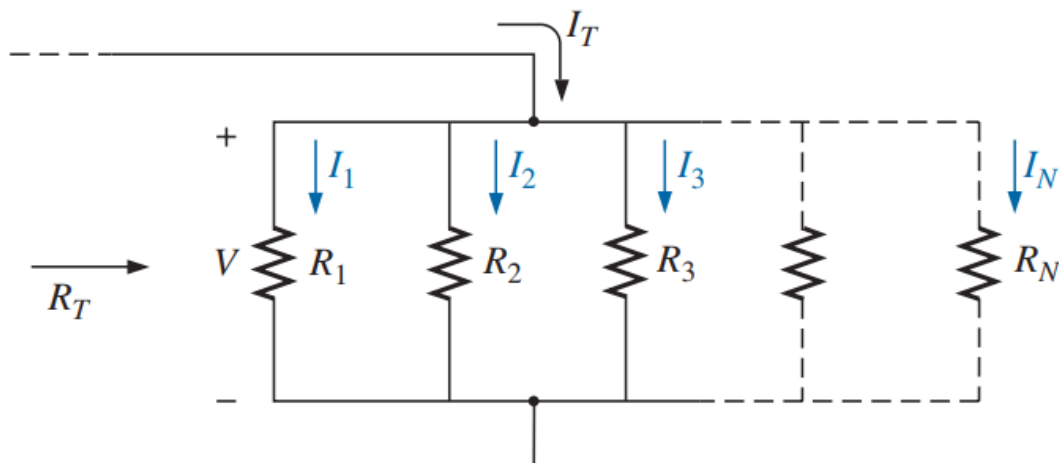 I_T
+
I_1
I_2
I_3
I_N
V
R_1
R_2
R_3
R_N
R_T
−